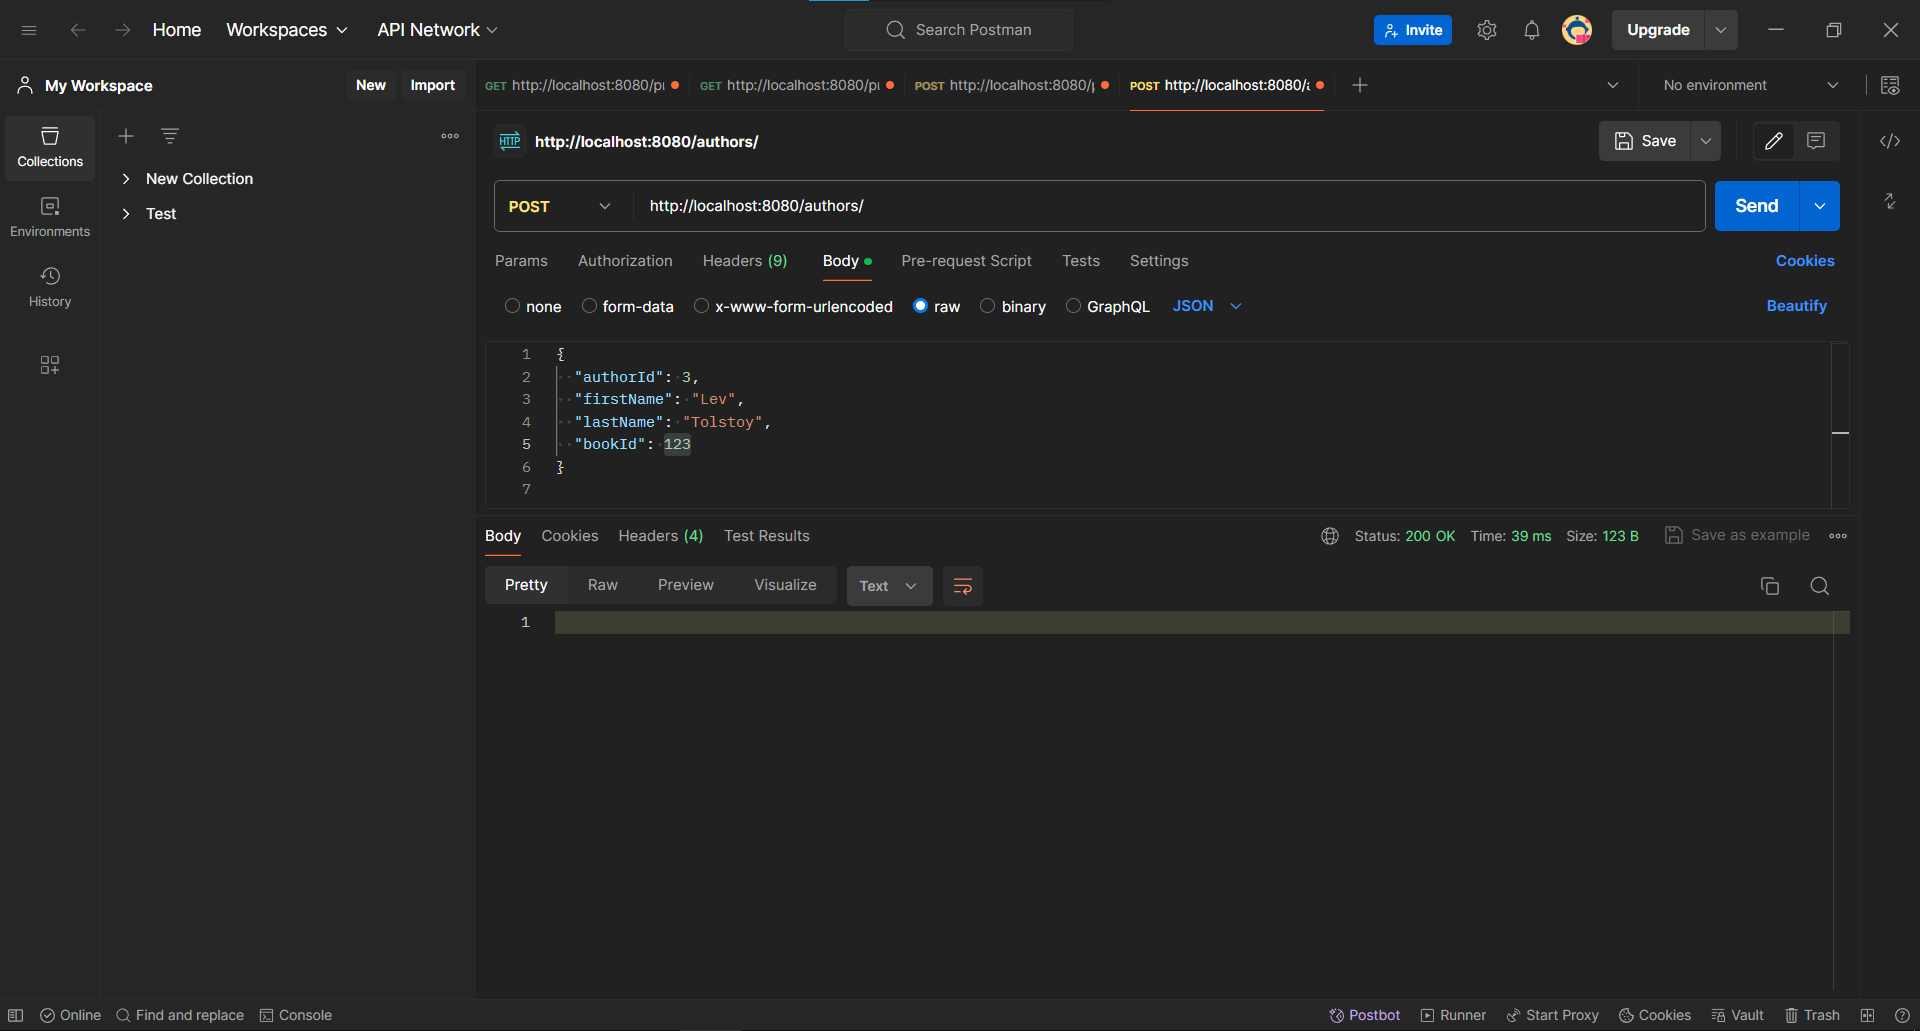 Home Workspaces API Network Search Postman Invite Upgrade
My Workspace New Import GET http://localhost:8080/pu GET http://localhost:8080/pu POST http://localhost:8080/ POST http://localhost:8080/ No environment
Collections
Environments
History
New Collection
Test
HTTP http://localhost:8080/authors/ Save
POST http://localhost:8080/authors/ Send
Params Authorization Headers (9) Body Pre-request Script Tests Settings Cookies
none form-data x-www-form-urlencoded raw binary GraphQL JSON Beautify
1 {
2 "authorId": 3,
3 "firstName": "Lev",
4 "lastName": "Tolstoy",
5 "bookId": 123
6 }
7
Body Cookies Headers (4) Test Results Status: 200 OK Time: 39 ms Size: 123 B Save as example
Pretty Raw Preview Visualize Text
1
Online Find and replace Console Postbot Runner Start Proxy Cookies Vault Trash